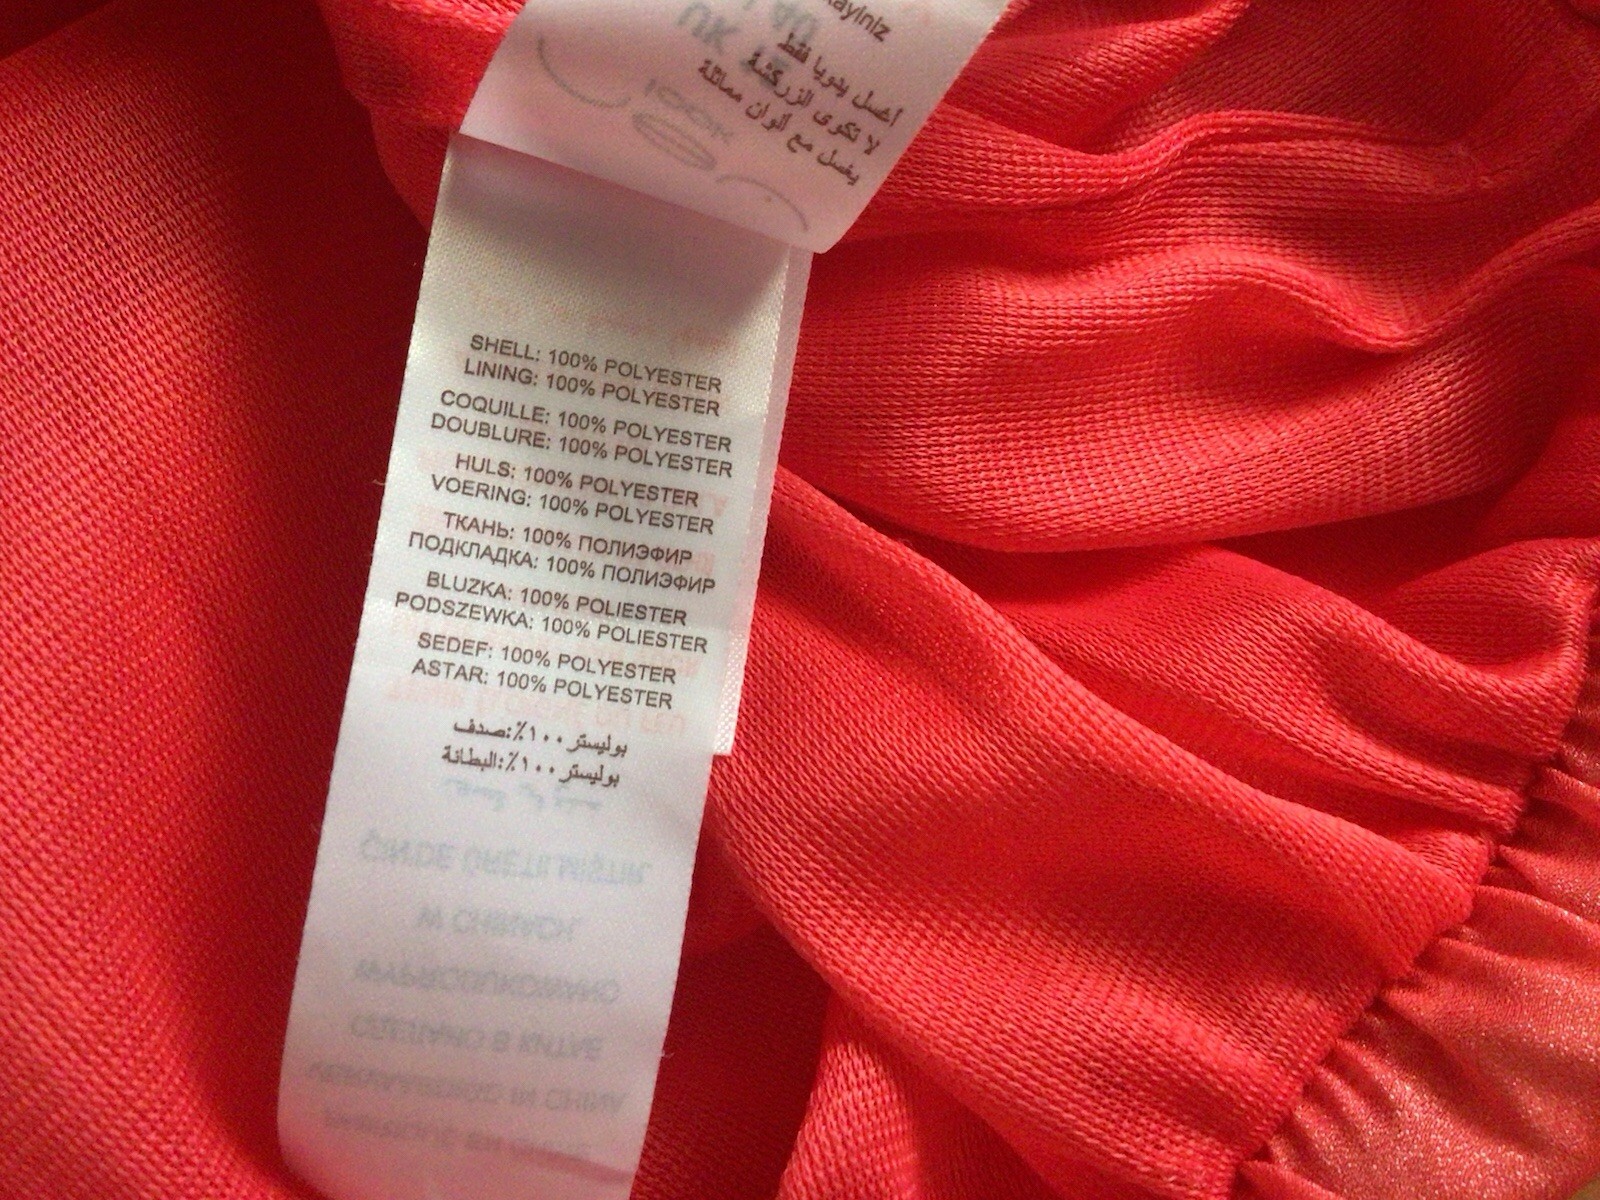 kayiniz
أغسل يدويا فقط
لا تكوى الزركشة
يغسل مع ألوان مماثلة
SHELL: 100% POLYESTER
LINING: 100% POLYESTER
COQUILLE: 100% POLYESTER
DOUBLURE: 100% POLYESTER
HULS: 100% POLYESTER
VOERING: 100% POLYESTER
ТКАНЬ: 100% ПОЛИЭФИР
ПОДКЛАДКА: 100% ПОЛИЭФИР
BLUZKA: 100% POLIESTER
PODSZEWKA: 100% POLIESTER
SEDEF: 100% POLYESTER
ASTAR: 100% POLYESTER
بوليستر ١٠٠٪:صدف
بوليستر ١٠٠٪:البطانة